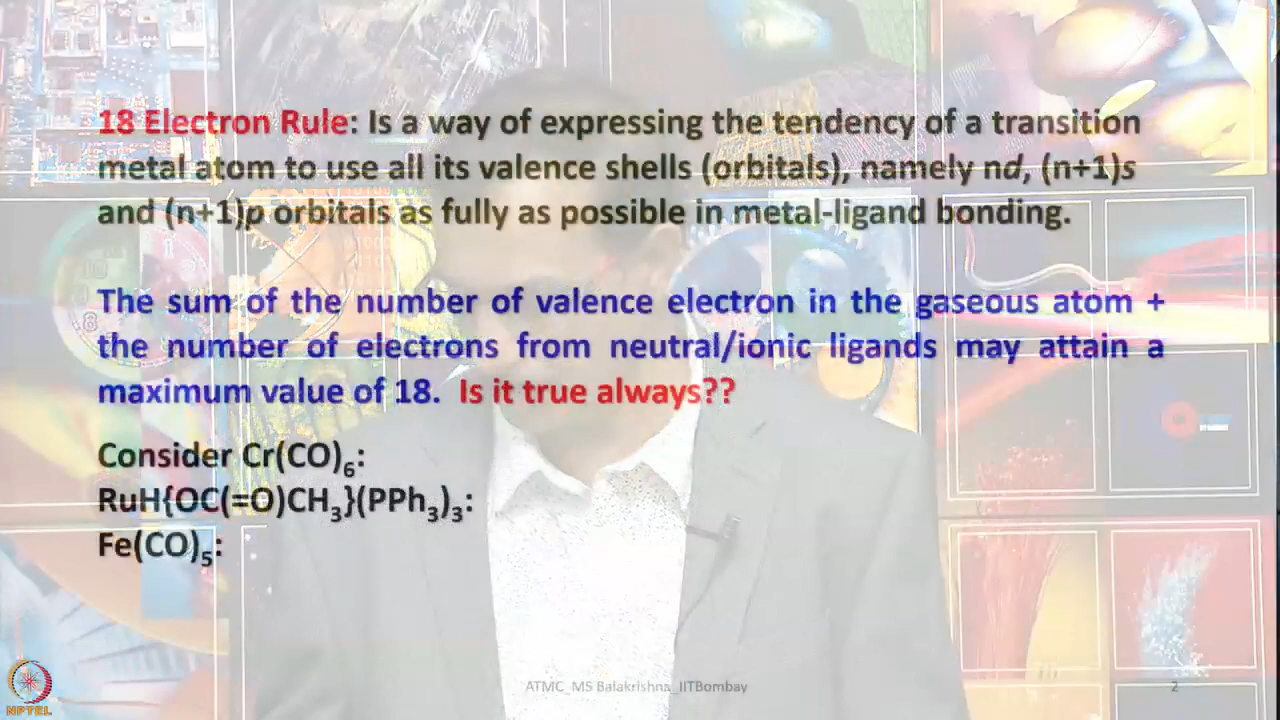 18 Electron Rule: Is a way of expressing the tendency of a transition
metal atom to use all its valence shells (orbitals), namely nd, (n+1)s
and (n+1)p orbitals as fully as possible in metal-ligand bonding.
The sum of the number of valence electron in the gaseous atom +
the number of electrons from neutral/ionic ligands may attain a
maximum value of 18. Is it true always??
Consider Cr(CO)₆:
RuH{OC(=O)CH₃}(PPh₃)₃:
Fe(CO)₅:
ATMC_MS Balakrishna_IITBombay
2
NPTEL